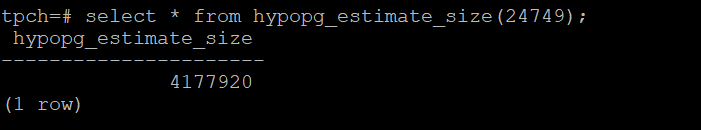 tpch=# select * from hypopg_estimate_size(24749);
hypopg_estimate_size
----------------------
4177920
(1 row)